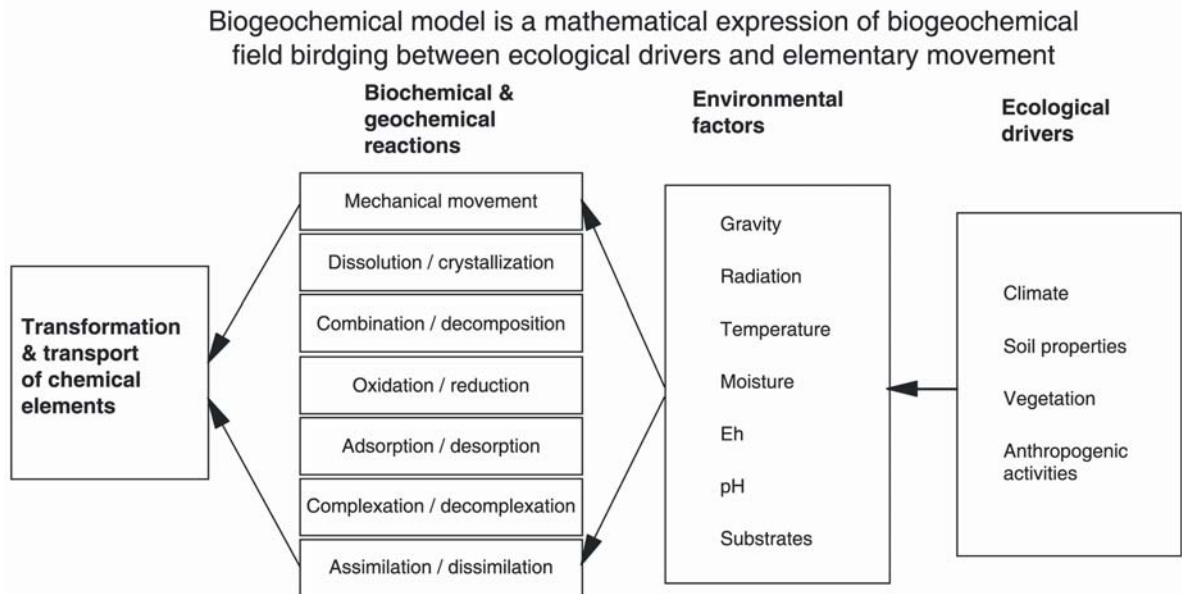 Biogeochemical model is a mathematical expression of biogeochemical
field birdging between ecological drivers and elementary movement
Biochemical &
geochemical
reactions
Environmental
factors
Ecological
drivers
Transformation
& transport
of chemical
elements
Mechanical movement
Dissolution / crystallization
Combination / decomposition
Oxidation / reduction
Adsorption / desorption
Complexation / decomplexation
Assimilation / dissimilation
Gravity
Radiation
Temperature
Moisture
Eh
pH
Substrates
Climate
Soil properties
Vegetation
Anthropogenic
activities